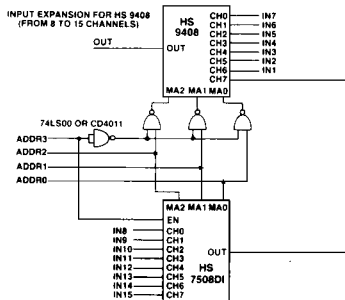 INPUT EXPANSION FOR HS 9408
(FROM 8 TO 15 CHANNELS)
OUT
HS
9408
OUT
CH0 IN7
CH1 IN6
CH2 IN5
CH3 IN4
CH4 IN3
CH5 IN2
CH6 IN1
CH7
MA2 MA1 MA0
74LS00 OR CD4011
ADDR3
ADDR2
ADDR1
ADDR0
MA2 MA1 MA0
EN
IN8 CH0
IN9 CH1
IN10 CH2
IN11 CH3
IN12 CH4
IN13 CH5
IN14 CH6
IN15 CH7
OUT
HS
7508DI